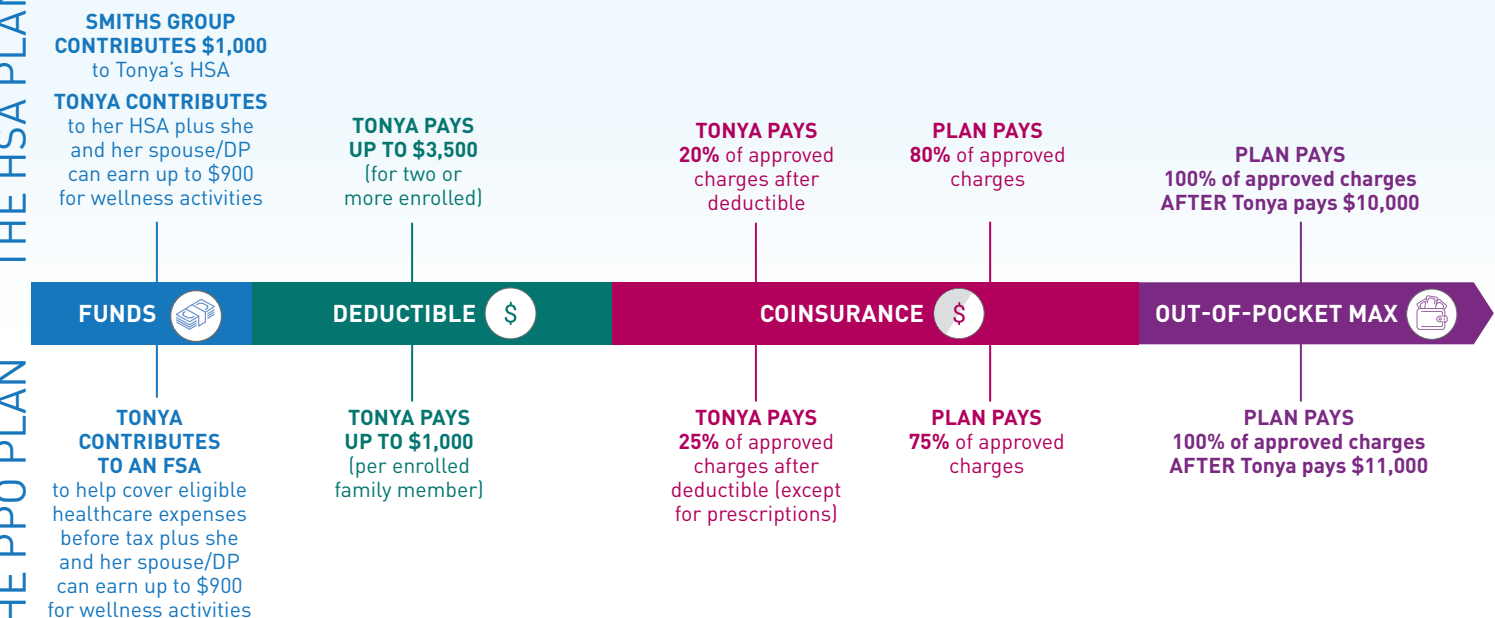 THE HSA PLAN
SMITHS GROUP
CONTRIBUTES $1,000
to Tonya’s HSA
TONYA CONTRIBUTES
to her HSA plus she
and her spouse/DP
can earn up to $900
for wellness activities
TONYA PAYS
UP TO $3,500
(for two or
more enrolled)
TONYA PAYS
20% of approved
charges after
deductible
PLAN PAYS
80% of approved
charges
PLAN PAYS
100% of approved charges
AFTER Tonya pays $10,000
FUNDS
DEDUCTIBLE $
COINSURANCE $
OUT-OF-POCKET MAX
THE PPO PLAN
TONYA
CONTRIBUTES
TO AN FSA
to help cover eligible
healthcare expenses
before tax plus she
and her spouse/DP
can earn up to $900
for wellness activities
TONYA PAYS
UP TO $1,000
(per enrolled
family member)
TONYA PAYS
25% of approved
charges after
deductible (except
for prescriptions)
PLAN PAYS
75% of approved
charges
PLAN PAYS
100% of approved charges
AFTER Tonya pays $11,000